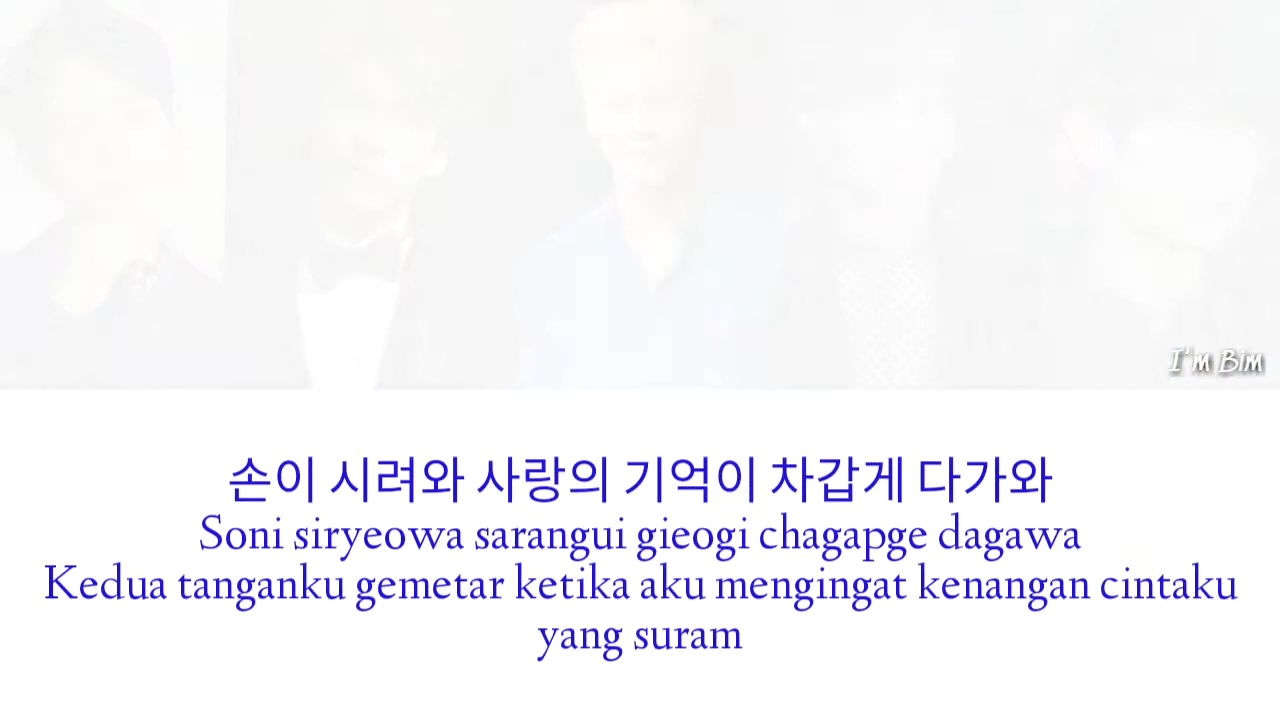 I'm Bim
손이 시려와 사랑의 기억이 차갑게 다가와
Soni siryeowa sarangui gieogi chagapge dagawa
Kedua tanganku gemetar ketika aku mengingat kenangan cintaku
yang suram